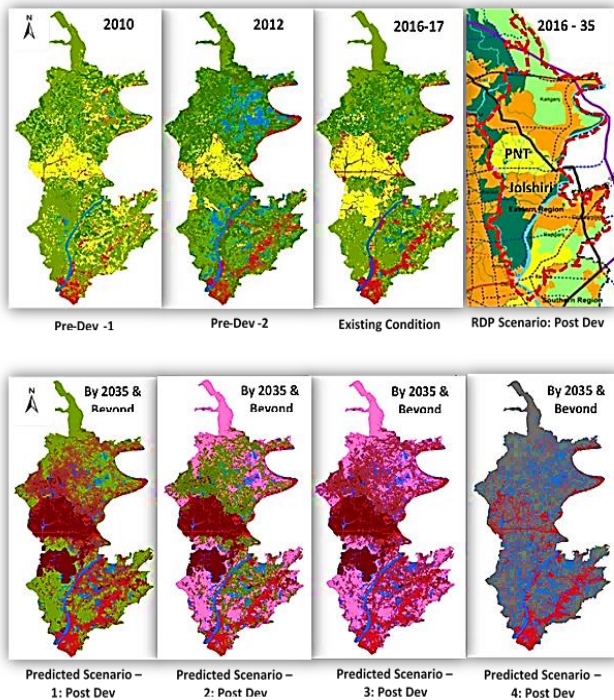 N
2010
2012
2016-17
2016 - 35
Kangers
PNT
Jolshiri
Eastern Region
Southern Region
Pre-Dev -1
Pre-Dev -2
Existing Condition
RDP Scenario: Post Dev
N
By 2035 &
Beyond
By 2035 &
Beyond
By 2035 &
Beyond
By 2035 &
Beyond
Predicted Scenario –
1: Post Dev
Predicted Scenario –
2: Post Dev
Predicted Scenario –
3: Post Dev
Predicted Scenario –
4: Post Dev